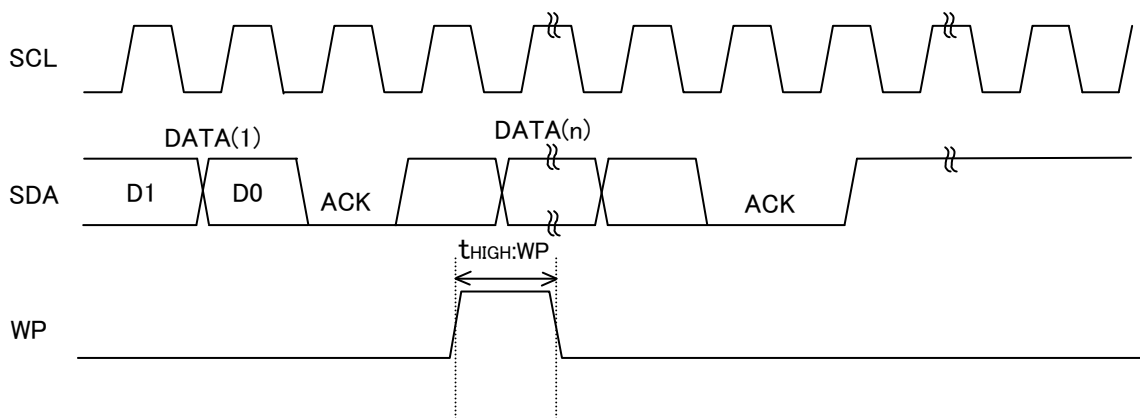 SCL
DATA(1)
DATA(n)
SDA
D1
D0
ACK
ACK
tHIGH:WP
WP